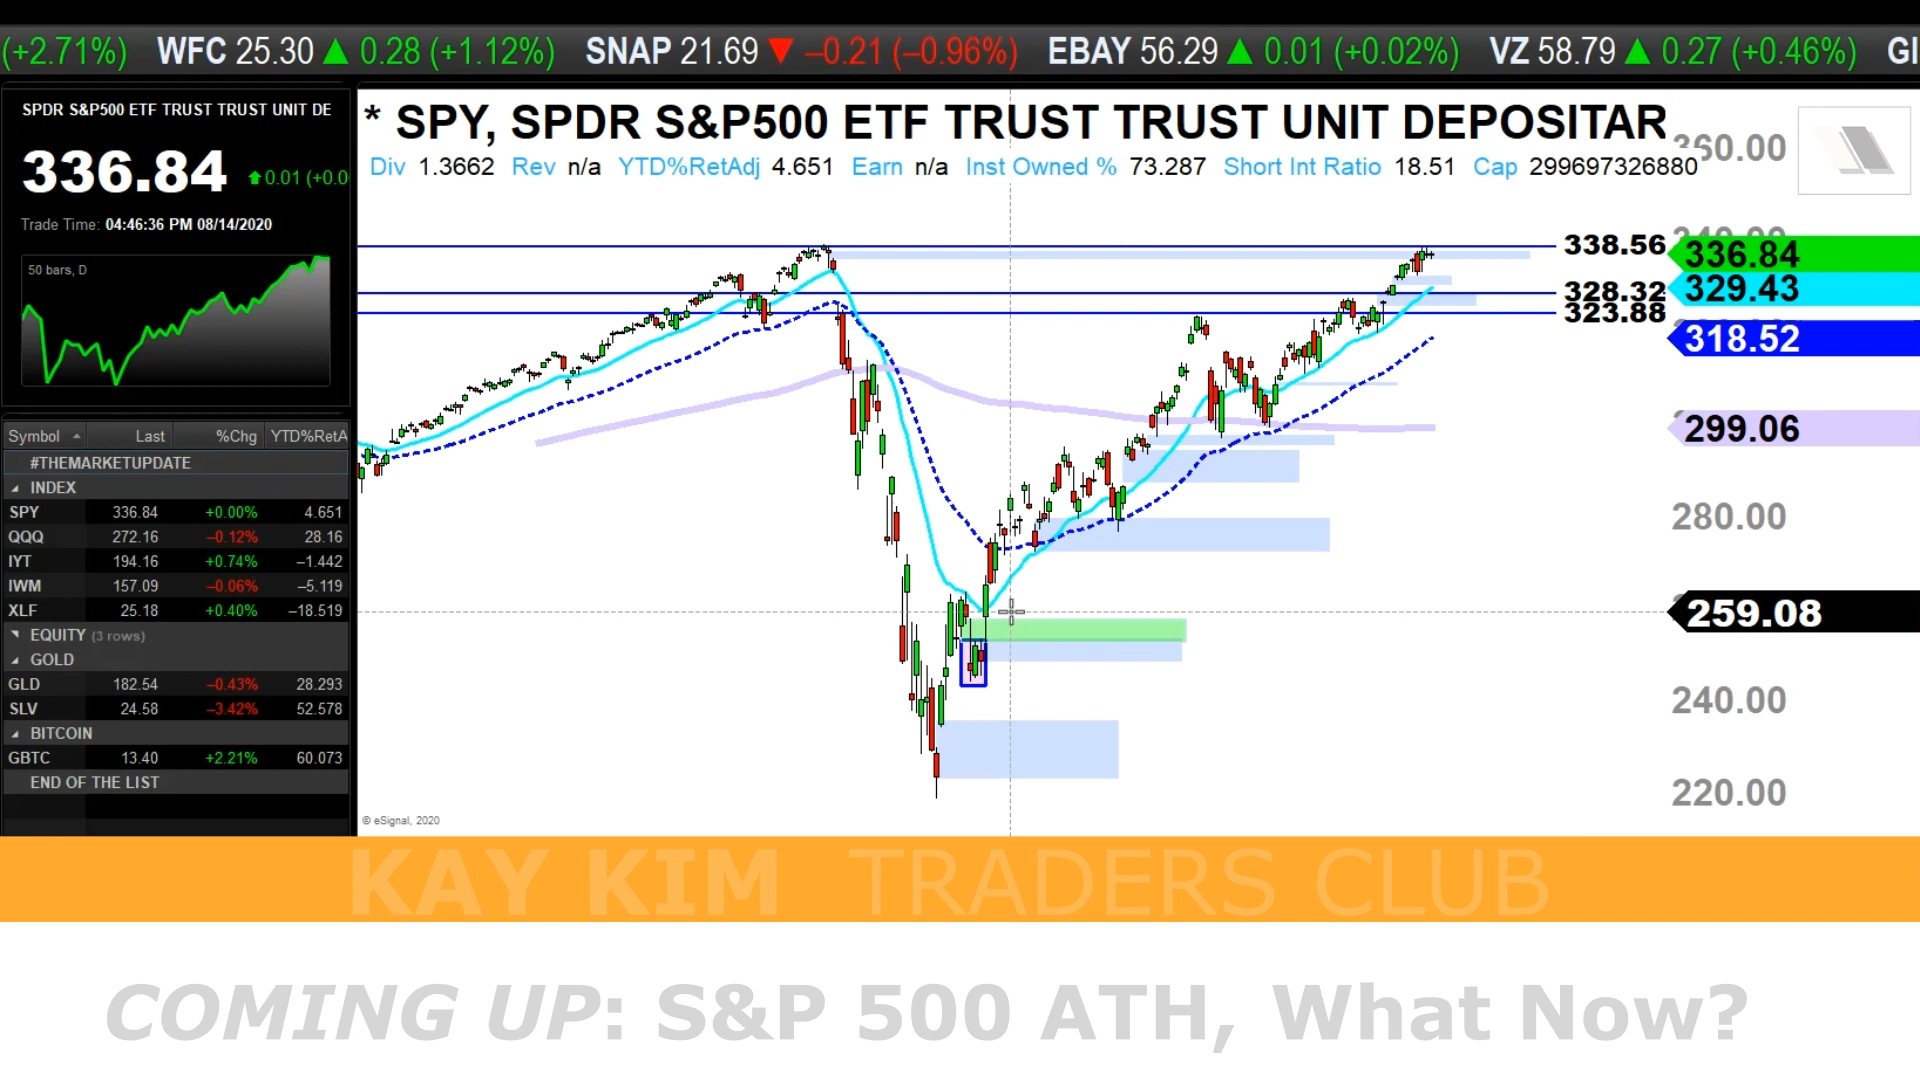 (+2.71%) WFC 25.30 ▲ 0.28 (+1.12%) SNAP 21.69 ▼ –0.21 (–0.96%) EBAY 56.29 ▲ 0.01 (+0.02%) VZ 58.79 ▲ 0.27 (+0.46%) GI
SPDR S&P500 ETF TRUST TRUST UNIT DE
336.84 0.01 (+0.0
Trade Time: 04:46:36 PM 08/14/2020
50 bars, D
Symbol Last %Chg YTD%RetA
#THEMARKETUPDATE
INDEX
SPY 336.84 +0.00% 4.651
QQQ 272.16 –0.12% 28.16
IYT 194.16 +0.74% –1.442
IWM 157.09 –0.06% –5.119
XLF 25.18 +0.40% –18.519
EQUITY (3 rows)
GOLD
GLD 182.54 –0.43% 28.293
SLV 24.58 –3.42% 52.578
BITCOIN
GBTC 13.40 +2.21% 60.073
END OF THE LIST
* SPY, SPDR S&P500 ETF TRUST TRUST UNIT DEPOSITAR
Div 1.3662 Rev n/a YTD%RetAdj 4.651 Earn n/a Inst Owned % 73.287 Short Int Ratio 18.51 Cap 299697326880
360.00
338.56
336.84
328.32
329.43
323.88
318.52
299.06
280.00
259.08
240.00
220.00
© eSignal, 2020
KAY KIM TRADERS CLUB
COMING UP: S&P 500 ATH, What Now?